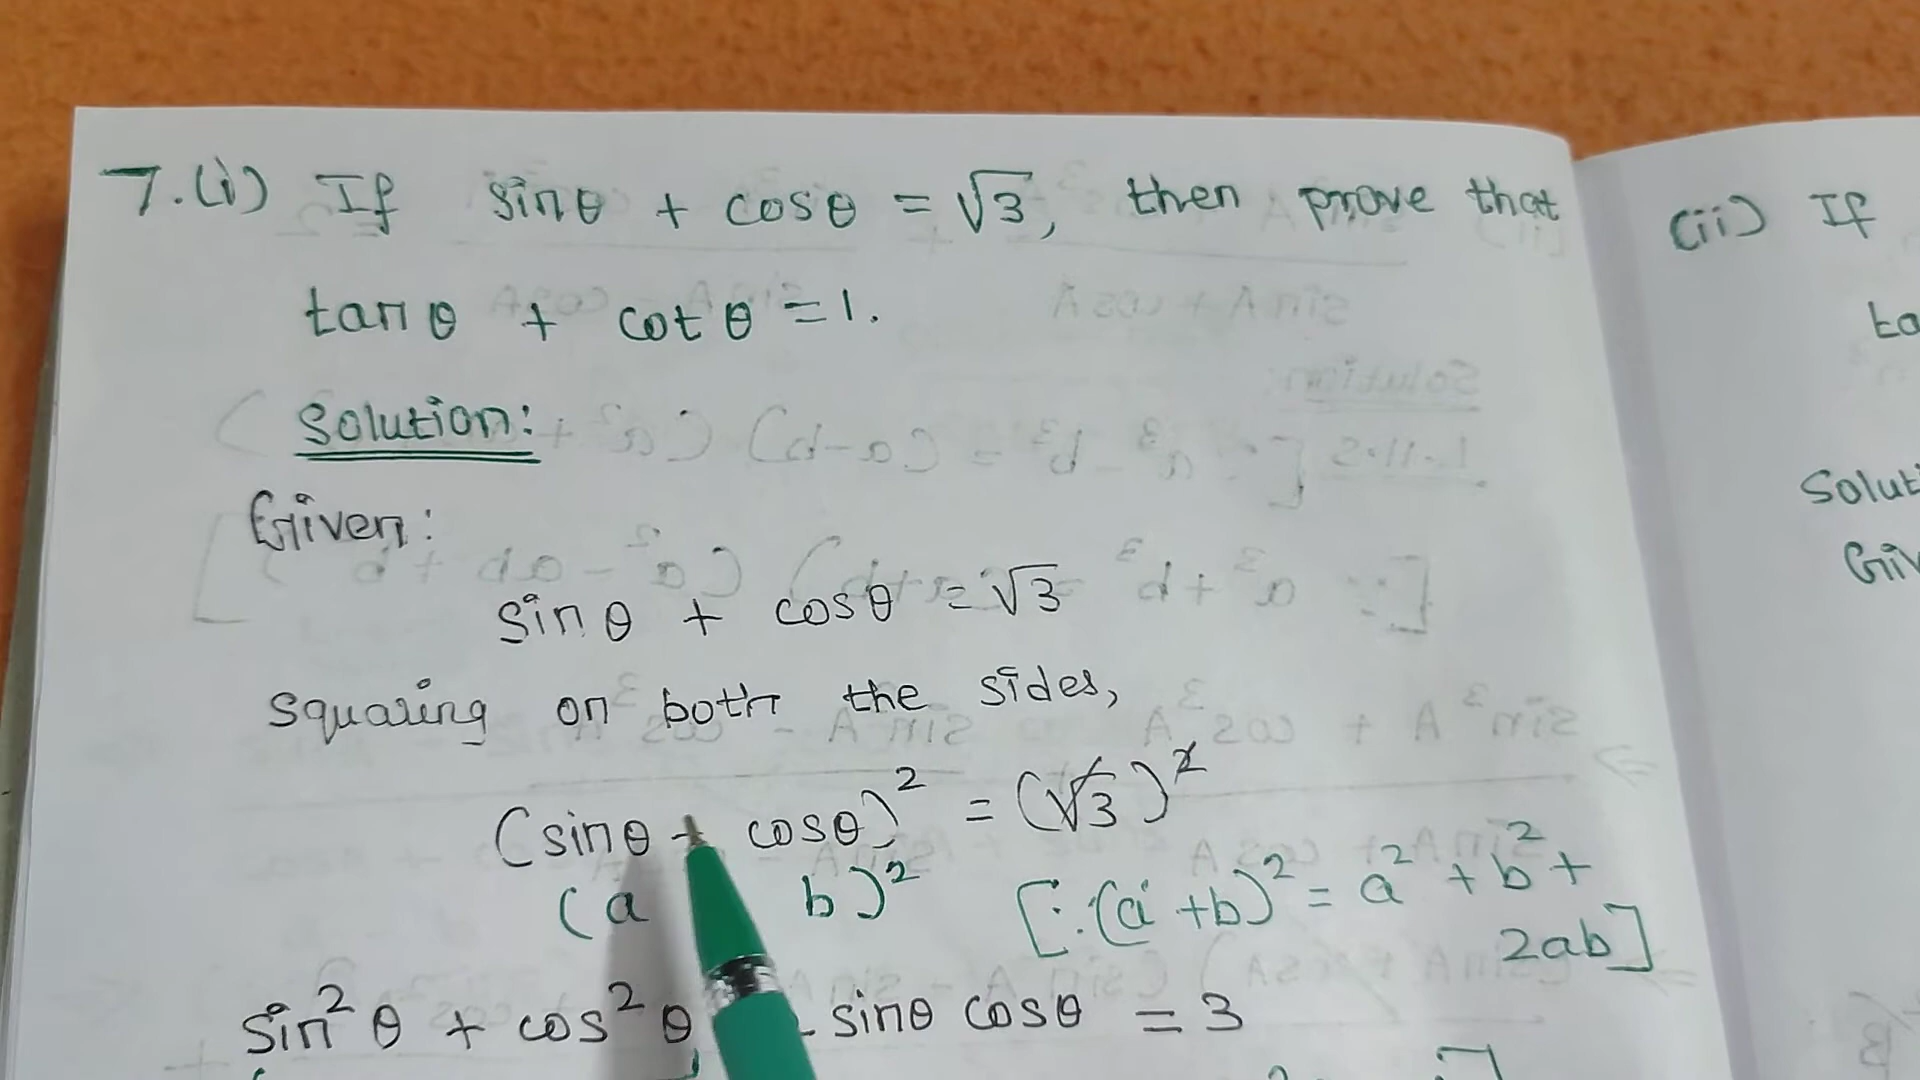 7.(i) If sinθ + cosθ = √3, then prove that
tanθ + cotθ = 1.
Solution:
Given:
sinθ + cosθ = √3
Squaring on both the sides,
(sinθ + cosθ)² = (√3)²
(a b)² [∵(a+b)² = a² + b² +
2ab]
sin²θ + cos²θ sinθ cosθ = 3
(ii) If
Solut
Giv